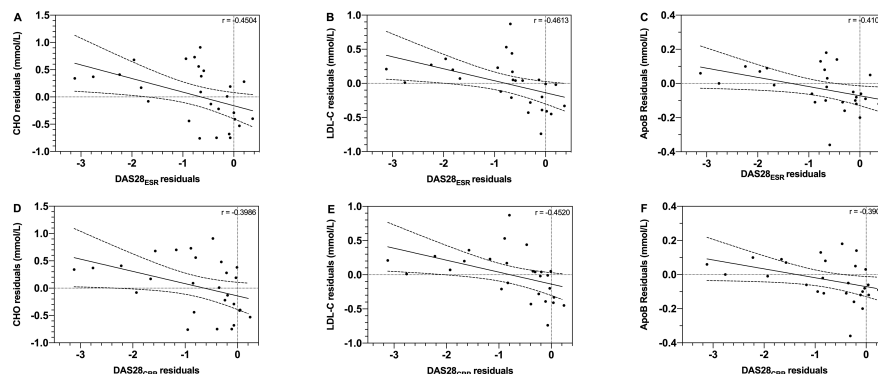 A
r = -0.4504
CHO residuals (mmol/L)
1.5
1.0
0.5
0.0
-0.5
-1.0
-3 -2 -1 0
DAS28ESR residuals
B
r = -0.4613
LDL-C residuals (mmol/L)
1.0
0.5
0.0
-0.5
-1.0
-3 -2 -1 0
DAS28ESR residuals
C
r = -0.410
ApoB Residuals (mmol/L)
0.4
0.2
0.0
-0.2
-0.4
-3 -2 -1 0
DAS28ESR residuals
D
r = -0.3986
CHO residuals (mmol/L)
1.5
1.0
0.5
0.0
-0.5
-1.0
-3 -2 -1 0
DAS28CRP residuals
E
r = -0.4520
LDL-C residuals (mmol/L)
1.0
0.5
0.0
-0.5
-1.0
-3 -2 -1 0
DAS28CRP residuals
F
r = -0.390
ApoB Residuals (mmol/L)
0.4
0.2
0.0
-0.2
-0.4
-3 -2 -1 0
DAS28CRP residuals